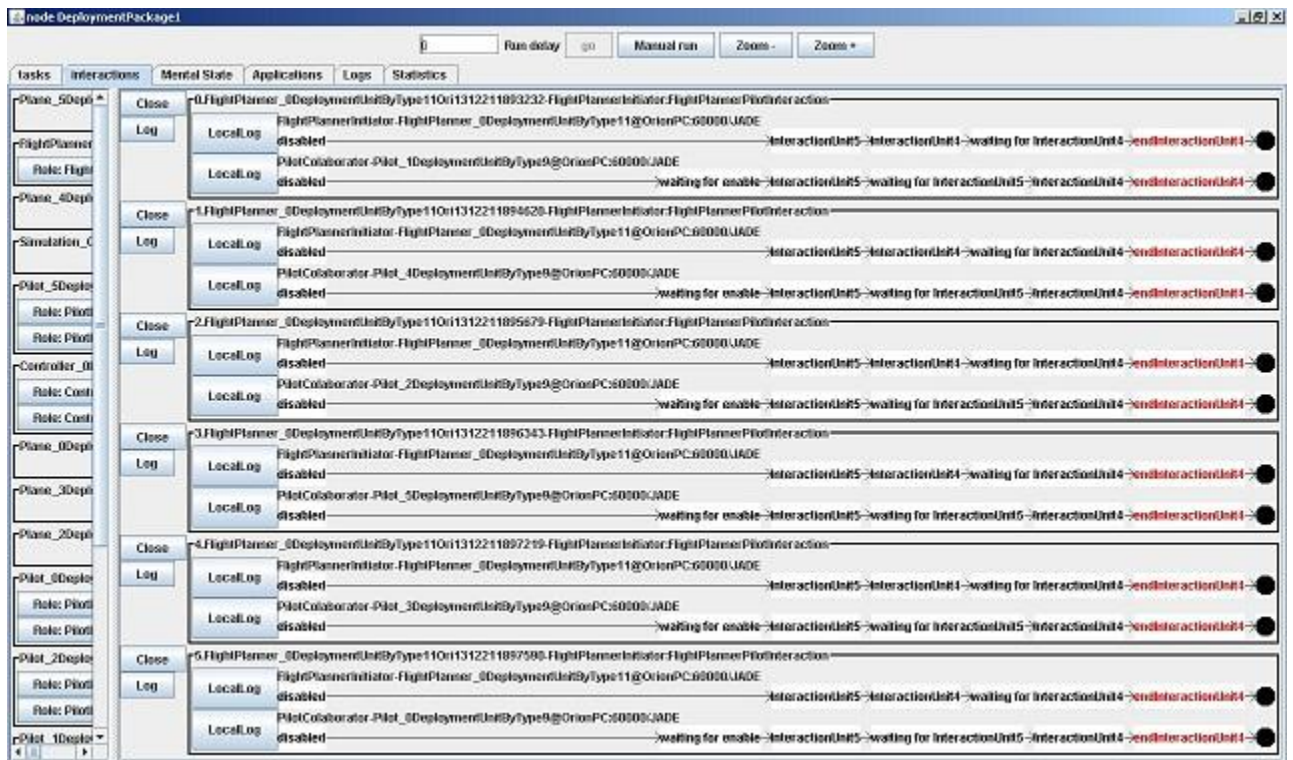 node DeploymentPackage1
0 Run delay go Manual run Zoom - Zoom +
tasks Interactions Mental State Applications Logs Statistics
Plane_5Depl
FlightPlanner
Role: Flight
Plane_4Depl
Simulation_
Pilot_5Deploy
Role: Piloti
Role: Piloti
Controller_0
Role: Contr
Role: Contr
Plane_0Depl
Plane_3Depl
Plane_2Depl
Pilot_0Deploy
Role: Piloti
Role: Piloti
Pilot_2Deploy
Role: Piloti
Role: Piloti
Pilot_1Deploy
Close 0.FlightPlanner_0DeploymentUnitByType11Ori1312211893232-FlightPlannerInitiator:FlightPlannerPilotInteraction
Log
LocalLog FlightPlannerInitiator-FlightPlanner_0DeploymentUnitByType11@OrionPC:60000/JADE
disabled InteractionUnit5 InteractionUnit4 waiting for InteractionUnit4 endInteractionUnit4
LocalLog PilotColaborator-Pilot_1DeploymentUnitByType9@OrionPC:60000/JADE
disabled waiting for enable InteractionUnit5 waiting for InteractionUnit5 InteractionUnit4 endInteractionUnit4
Close 1.FlightPlanner_0DeploymentUnitByType11Ori1312211894620-FlightPlannerInitiator:FlightPlannerPilotInteraction
Log
LocalLog FlightPlannerInitiator-FlightPlanner_0DeploymentUnitByType11@OrionPC:60000/JADE
disabled InteractionUnit5 InteractionUnit4 waiting for InteractionUnit4 endInteractionUnit4
LocalLog PilotColaborator-Pilot_4DeploymentUnitByType9@OrionPC:60000/JADE
disabled waiting for enable InteractionUnit5 waiting for InteractionUnit5 InteractionUnit4 endInteractionUnit4
Close 2.FlightPlanner_0DeploymentUnitByType11Ori1312211895679-FlightPlannerInitiator:FlightPlannerPilotInteraction
Log
LocalLog FlightPlannerInitiator-FlightPlanner_0DeploymentUnitByType11@OrionPC:60000/JADE
disabled InteractionUnit5 InteractionUnit4 waiting for InteractionUnit4 endInteractionUnit4
LocalLog PilotColaborator-Pilot_2DeploymentUnitByType9@OrionPC:60000/JADE
disabled waiting for enable InteractionUnit5 waiting for InteractionUnit5 InteractionUnit4 endInteractionUnit4
Close 3.FlightPlanner_0DeploymentUnitByType11Ori1312211896343-FlightPlannerInitiator:FlightPlannerPilotInteraction
Log
LocalLog FlightPlannerInitiator-FlightPlanner_0DeploymentUnitByType11@OrionPC:60000/JADE
disabled InteractionUnit5 InteractionUnit4 waiting for InteractionUnit4 endInteractionUnit4
LocalLog PilotColaborator-Pilot_5DeploymentUnitByType9@OrionPC:60000/JADE
disabled waiting for enable InteractionUnit5 waiting for InteractionUnit5 InteractionUnit4 endInteractionUnit4
Close 4.FlightPlanner_0DeploymentUnitByType11Ori1312211897219-FlightPlannerInitiator:FlightPlannerPilotInteraction
Log
LocalLog FlightPlannerInitiator-FlightPlanner_0DeploymentUnitByType11@OrionPC:60000/JADE
disabled InteractionUnit5 InteractionUnit4 waiting for InteractionUnit4 endInteractionUnit4
LocalLog PilotColaborator-Pilot_3DeploymentUnitByType9@OrionPC:60000/JADE
disabled waiting for enable InteractionUnit5 waiting for InteractionUnit5 InteractionUnit4 endInteractionUnit4
Close 5.FlightPlanner_0DeploymentUnitByType11Ori1312211897590-FlightPlannerInitiator:FlightPlannerPilotInteraction
Log
LocalLog FlightPlannerInitiator-FlightPlanner_0DeploymentUnitByType11@OrionPC:60000/JADE
disabled InteractionUnit5 InteractionUnit4 waiting for InteractionUnit4 endInteractionUnit4
LocalLog PilotColaborator-Pilot_0DeploymentUnitByType9@OrionPC:60000/JADE
disabled waiting for enable InteractionUnit5 waiting for InteractionUnit5 InteractionUnit4 endInteractionUnit4